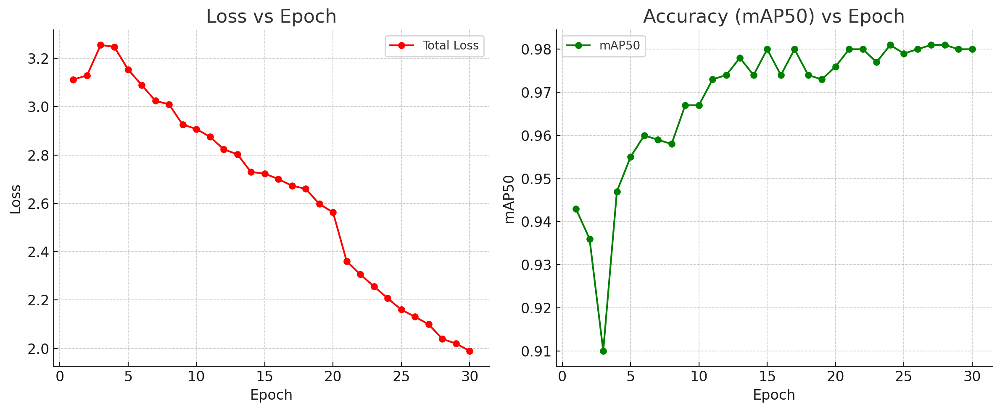 Loss vs Epoch
Total Loss
3.2
3.0
2.8
2.6
2.4
2.2
2.0
Loss
0 5 10 15 20 25 30
Epoch
Accuracy (mAP50) vs Epoch
mAP50
0.98
0.97
0.96
0.95
0.94
0.93
0.92
0.91
mAP50
0 5 10 15 20 25 30
Epoch